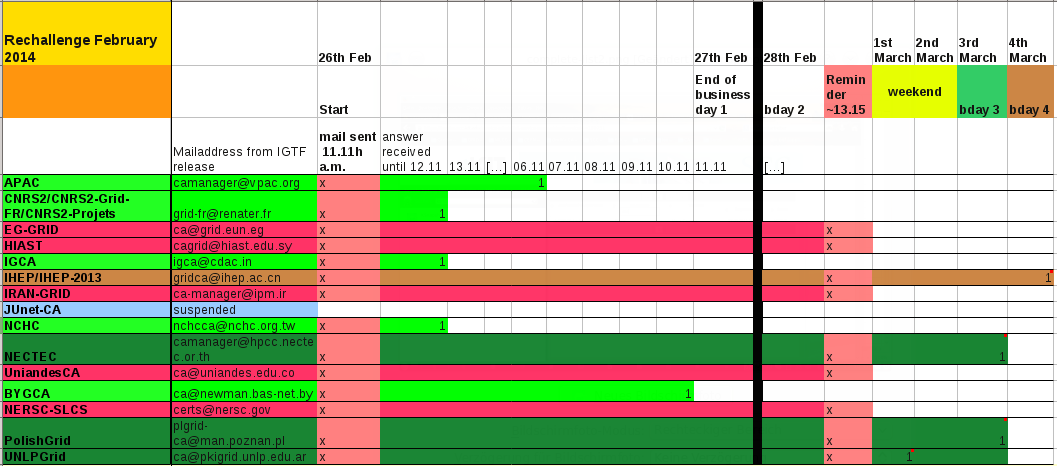 Rechallenge February
2014
26th Feb
27th Feb
28th Feb
1st
March
2nd
March
3rd
March
4th
March
Start
End of
business
day 1
bday 2
Remin
der
~13.15
weekend
bday 3
bday 4
Mailaddress from IGTF
release
mail sent
11.11h
a.m.
answer
received
until 12.11
13.11
[...]
06.11
07.11
08.11
09.11
10.11
11.11
[...]
APAC camanager@vpac.org x 1
CNRS2/CNRS2-Grid-
FR/CNRS2-Projets grid-fr@renater.fr x 1
EG-GRID ca@grid.eun.eg x x
HIAST cagrid@hiast.edu.sy x x
IGCA igca@cdac.in x 1
IHEP/IHEP-2013 gridca@ihep.ac.cn x x 1
IRAN-GRID ca-manager@ipm.ir x x
JUnet-CA suspended
NCHC nchcca@nchc.org.tw x 1
camanager@hpcc.necte
NECTEC c.or.th x x 1
UniandesCA ca@uniandes.edu.co x x
BYGCA ca@newman.bas-net.by x 1
NERSC-SLCS certs@nersc.gov x x
plgrid-
PolishGrid ca@man.poznan.pl x x 1
UNLPGrid ca@pkigrid.unlp.edu.ar x x 1